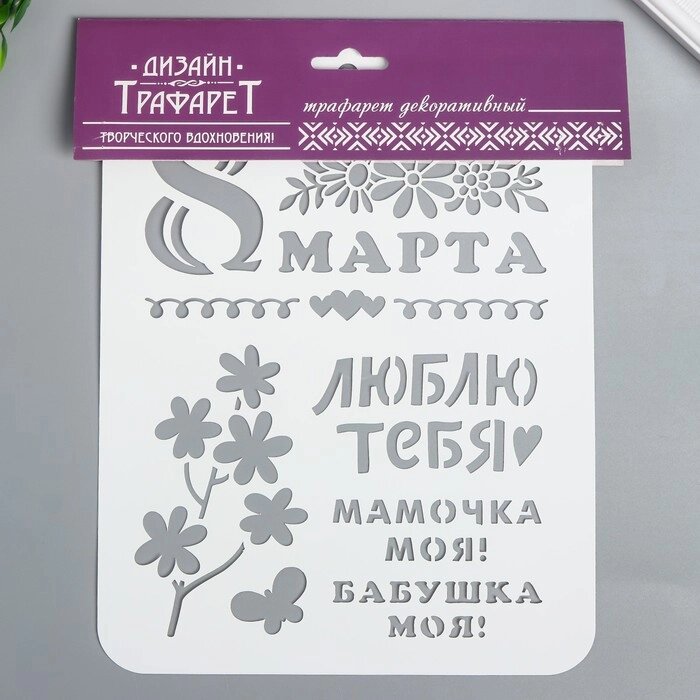 · ДИЗАЙН ·
ТРАФАРЕТ
ТВОРЧЕСКОГО ВДОХНОВЕНИЯ!
трафарет декоративный
8
МАРТА
ЛЮБЛЮ
ТЕБЯ
МАМОЧКА
МОЯ!
БАБУШКА
МОЯ!